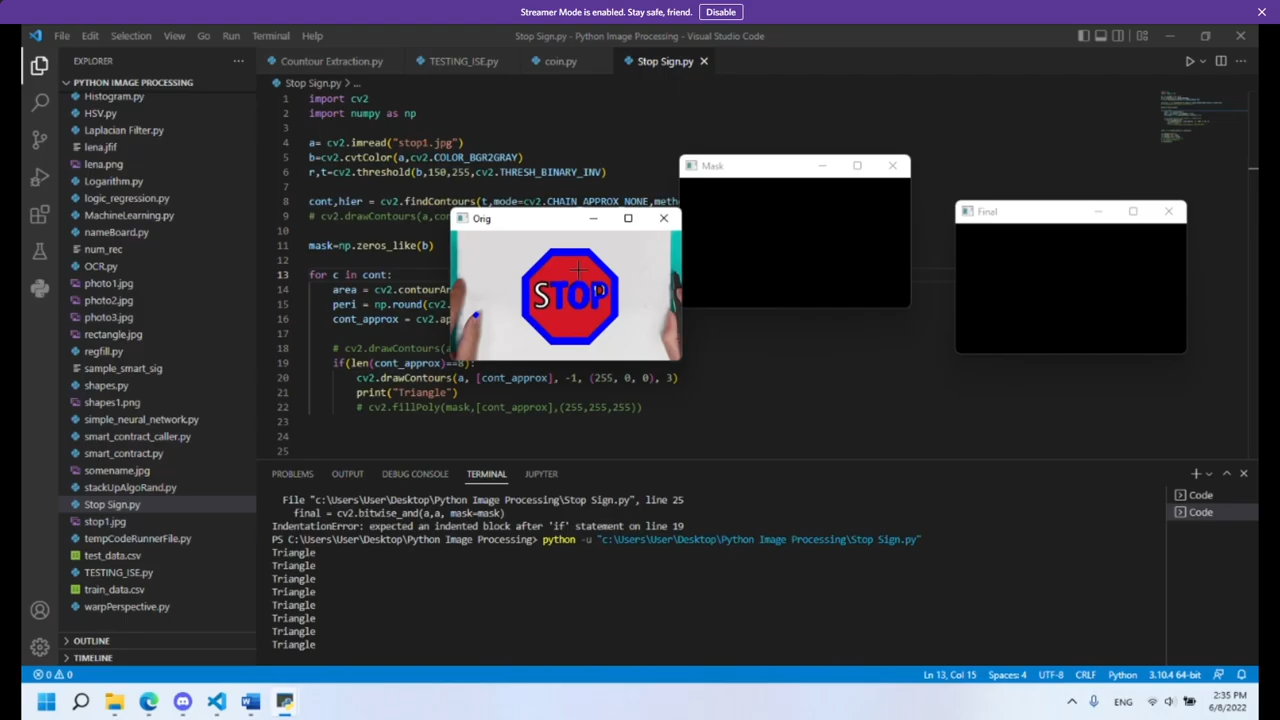 Streamer Mode is enabled. Stay safe, friend. Disable
File Edit Selection View Go Run Terminal Help
Stop Sign.py - Python Image Processing - Visual Studio Code
EXPLORER
PYTHON IMAGE PROCESSING
Histogram.py
HSV.py
Laplacian Filter.py
lena.jfif
lena.png
Logarithm.py
logic_regression.py
MachineLearning.py
nameBoard.py
num_rec
OCR.py
photo1.jpg
photo2.jpg
photo3.jpg
rectangle.jpg
regfill.py
sample_smart_sig
shapes.py
shapes1.png
simple_neural_network.py
smart_contract_caller.py
smart_contract.py
somename.jpg
stackUpAlgoRand.py
Stop Sign.py
stop1.jpg
tempCodeRunnerFile.py
test_data.csv
TESTING_ISE.py
train_data.csv
warpPerspective.py
OUTLINE
TIMELINE
Countour Extraction.py TESTING_ISE.py coin.py Stop Sign.py
Stop Sign.py > ...
1 import cv2
2 import numpy as np
3
4 a= cv2.imread("stop1.jpg")
5 b=cv2.cvtColor(a,cv2.COLOR_BGR2GRAY)
6 r,t=cv2.threshold(b,150,255,cv2.THRESH_BINARY_INV)
7
8 cont,hier = cv2.findContours(t,mode=cv2.CHAIN_APPROX_NONE,meth
9 # cv2.drawContours(a,con
10
11 mask=np.zeros_like(b)
12
13 for c in cont:
14 area = cv2.contourAr
15 peri = np.round(cv2.
16 cont_approx = cv2.ap
17
18 # cv2.drawContours(a
19 if(len(cont_approx)==8):
20 cv2.drawContours(a, [cont_approx], -1, (255, 0, 0), 3)
21 print("Triangle")
22 # cv2.fillPoly(mask,[cont_approx],(255,255,255))
23
24
25
Orig
STOP
Mask
Final
PROBLEMS OUTPUT DEBUG CONSOLE TERMINAL JUPYTER
File "c:\Users\User\Desktop\Python Image Processing\Stop Sign.py", line 25
final = cv2.bitwise_and(a,a, mask=mask)
IndentationError: expected an indented block after 'if' statement on line 19
PS C:\Users\User\Desktop\Python Image Processing> python -u "c:\Users\User\Desktop\Python Image Processing\Stop Sign.py"
Triangle
Triangle
Triangle
Triangle
Triangle
Triangle
Triangle
Triangle
Code
Code
0 0
Ln 13, Col 15 Spaces: 4 UTF-8 CRLF Python 3.10.4 64-bit
ENG
2:35 PM
6/8/2022